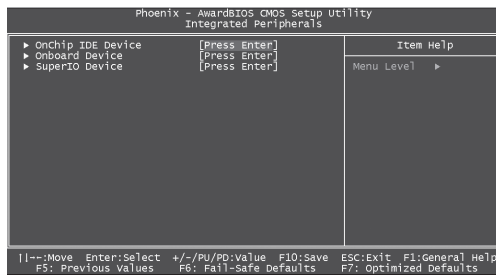 Phoenix - AwardBIOS CMOS Setup Utility
Integrated Peripherals
▶ OnChip IDE Device [Press Enter]
▶ Onboard Device [Press Enter]
▶ SuperIO Device [Press Enter]
Item Help
Menu Level ▶
||--:Move Enter:Select +/-/PU/PD:Value F10:Save ESC:Exit F1:General Help
F5: Previous Values F6: Fail-Safe Defaults F7: Optimized Defaults